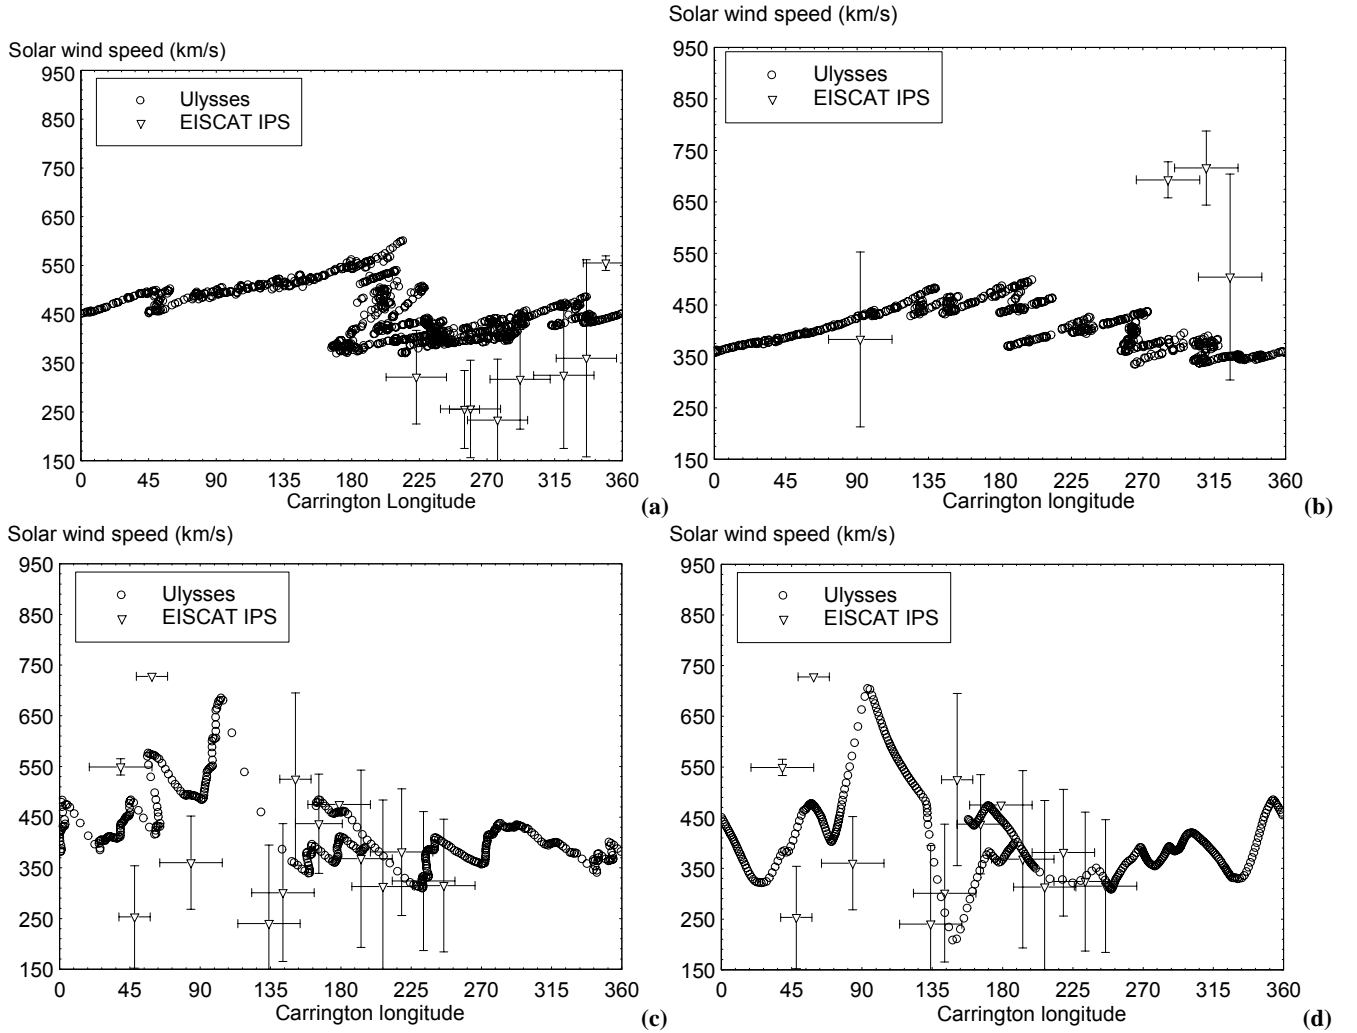 Solar wind speed (km/s)
950
850
750
650
550
450
350
250
150
Ulysses
EISCAT IPS
0 45 90 135 180 225 270 315 360
Carrington Longitude
(a)
Solar wind speed (km/s)
950
850
750
650
550
450
350
250
150
Ulysses
EISCAT IPS
0 45 90 135 180 225 270 315 360
Carrington longitude
(b)
Solar wind speed (km/s)
950
850
750
650
550
450
350
250
150
Ulysses
EISCAT IPS
0 45 90 135 180 225 270 315 360
Carrington longitude
(c)
Solar wind speed (km/s)
950
850
750
650
550
450
350
250
150
Ulysses
EISCAT IPS
0 45 90 135 180 225 270 315 360
Carrington longitude
(d)